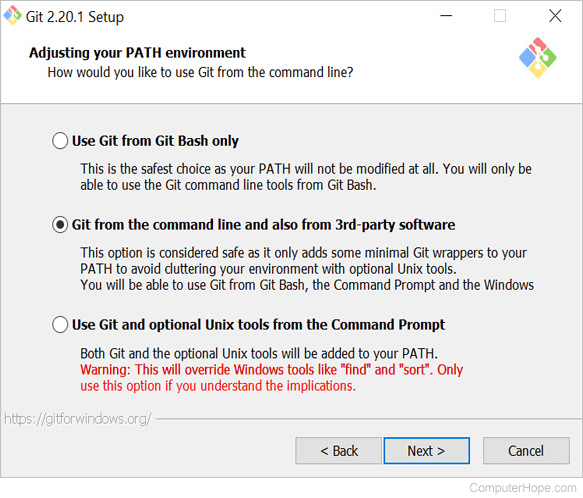 Git 2.20.1 Setup
Adjusting your PATH environment
How would you like to use Git from the command line?
Use Git from Git Bash only
This is the safest choice as your PATH will not be modified at all. You will only be
able to use the Git command line tools from Git Bash.
Git from the command line and also from 3rd-party software
This option is considered safe as it only adds some minimal Git wrappers to your
PATH to avoid cluttering your environment with optional Unix tools.
You will be able to use Git from Git Bash, the Command Prompt and the Windows
Use Git and optional Unix tools from the Command Prompt
Both Git and the optional Unix tools will be added to your PATH.
Warning: This will override Windows tools like "find" and "sort". Only
use this option if you understand the implications.
https://gitforwindows.org/
< Back
Next >
Cancel
ComputerHope.com